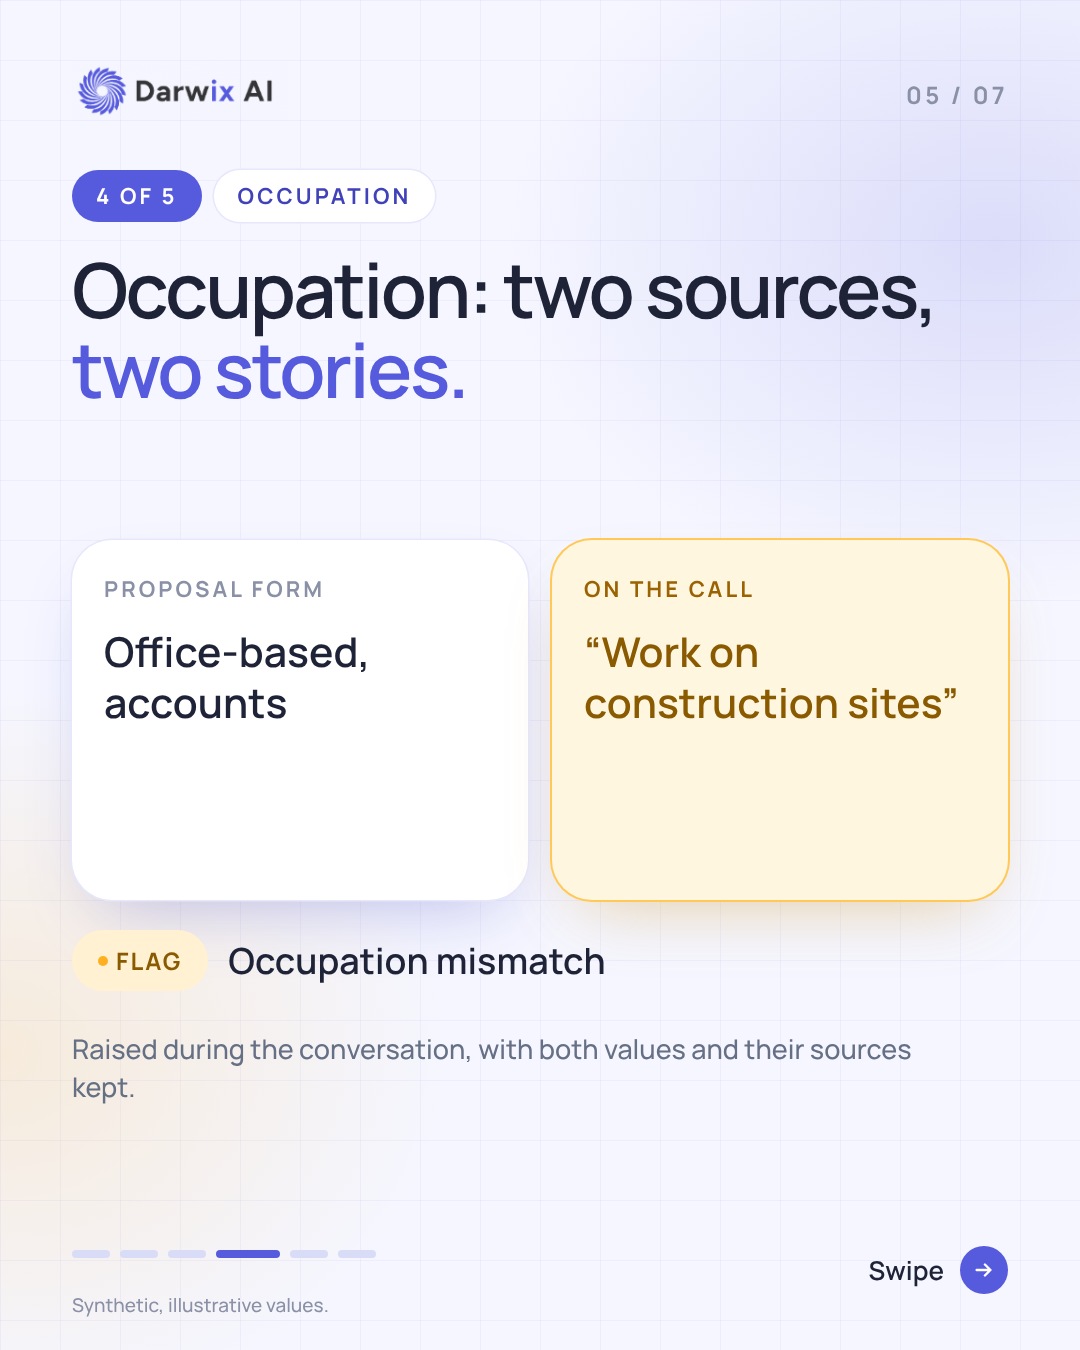 Darwix AI
05 / 07
4 OF 5
OCCUPATION
Occupation: two sources,
two stories.
PROPOSAL FORM
Office-based,
accounts
ON THE CALL
“Work on
construction sites”
FLAG
Occupation mismatch
Raised during the conversation, with both values and their sources
kept.
Swipe
Synthetic, illustrative values.